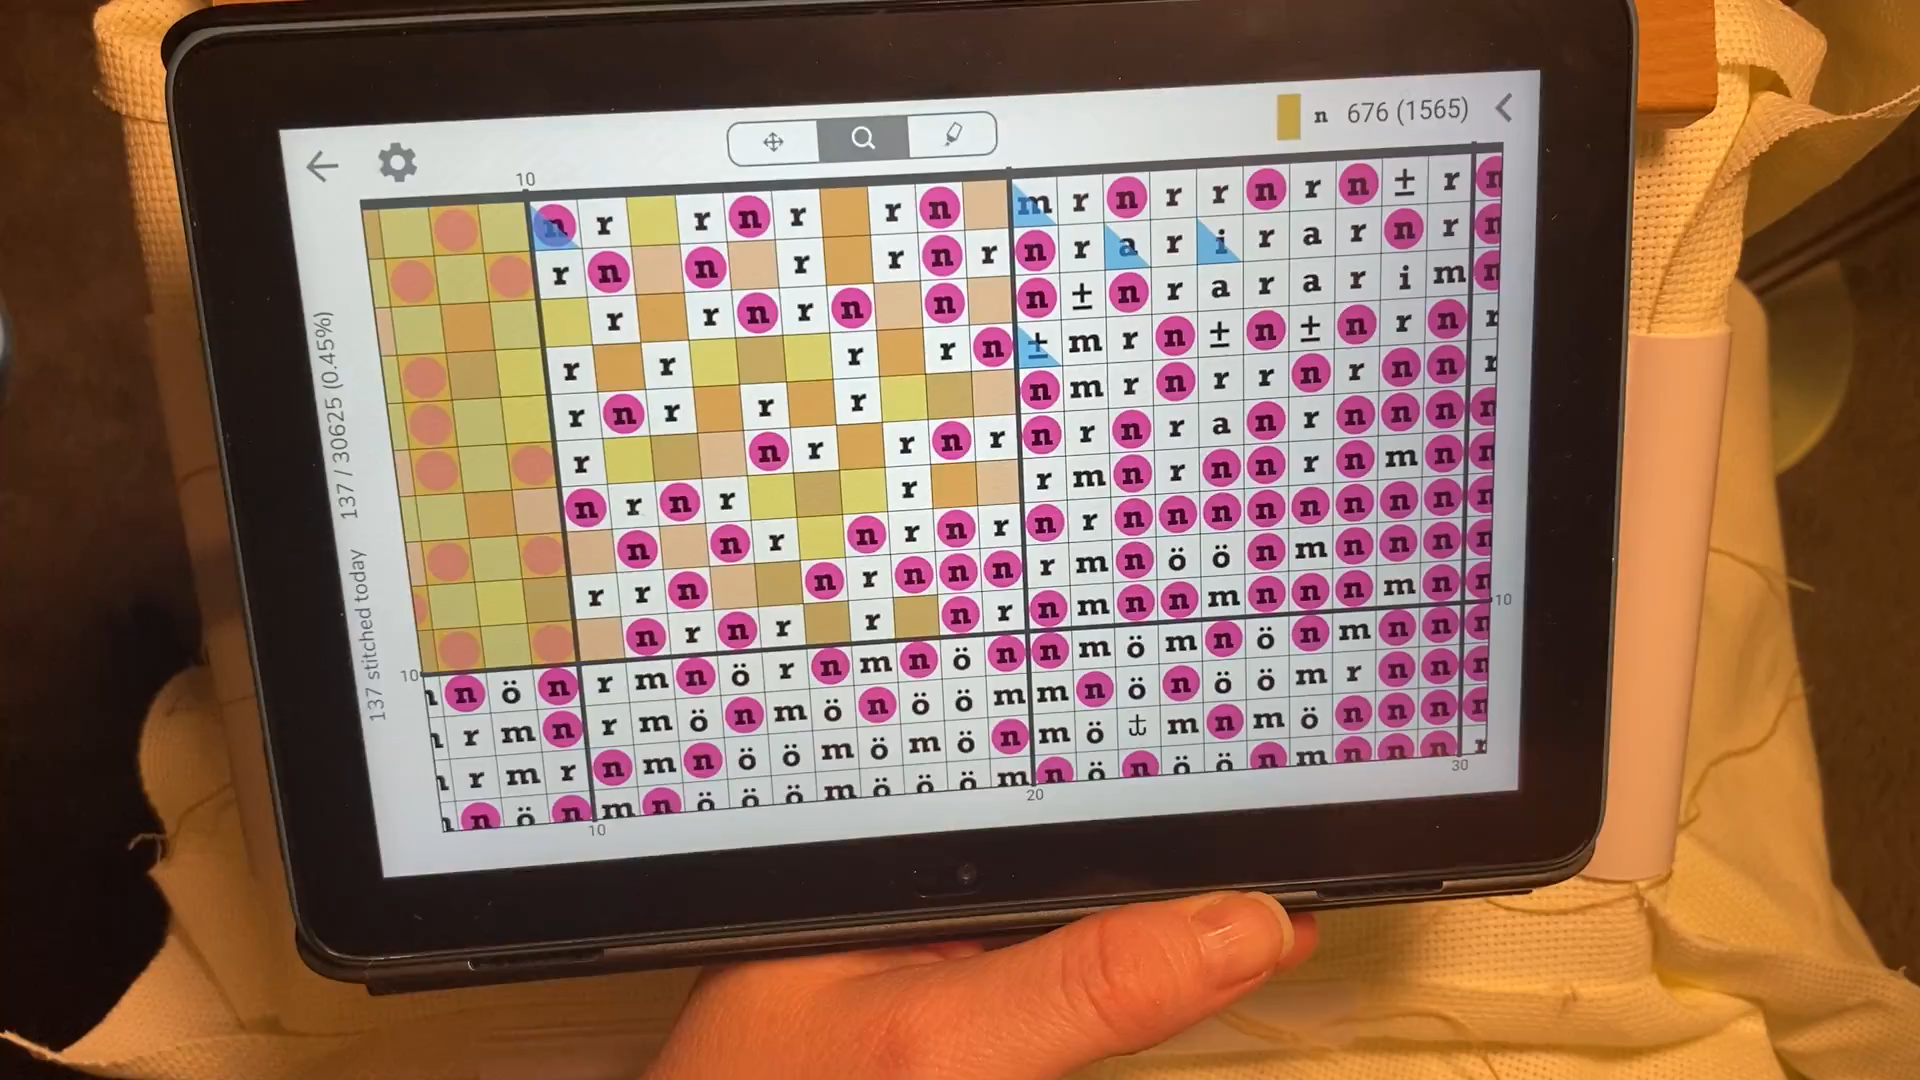 n 676 (1565)
10
137 stitched today 137 / 30625 (0.45%)
n r r n r r n m r n r r n r n ± r n
r n n r r n r n r a r i r a r n r n
r r n r n n n ± n r a r a r i m n
r r r r n ± m r n ± n ± n r n r
r n r r r n m r n r r n r n n r
r n r r n r n r n r a n r n n n n
n r n r r r m n r n n r n m n n
n n r n r n r n r n n n n n n n n n
r r n n r n n n r m n ö ö n m n n n n
n r n r r n r n m n n m n n n m n n 10
10 n ö n r m n ö r n m n ö n n m ö m n ö n m n n n
r m n r m ö n m ö n ö ö m m n ö n ö ö m r n n n
r m r n m n ö ö m ö m ö n m ö ⚓ m n m ö n n n n
n ö n m n ö ö ö m ö ö ö m n ö n ö ö n m n n n r
10 20 30